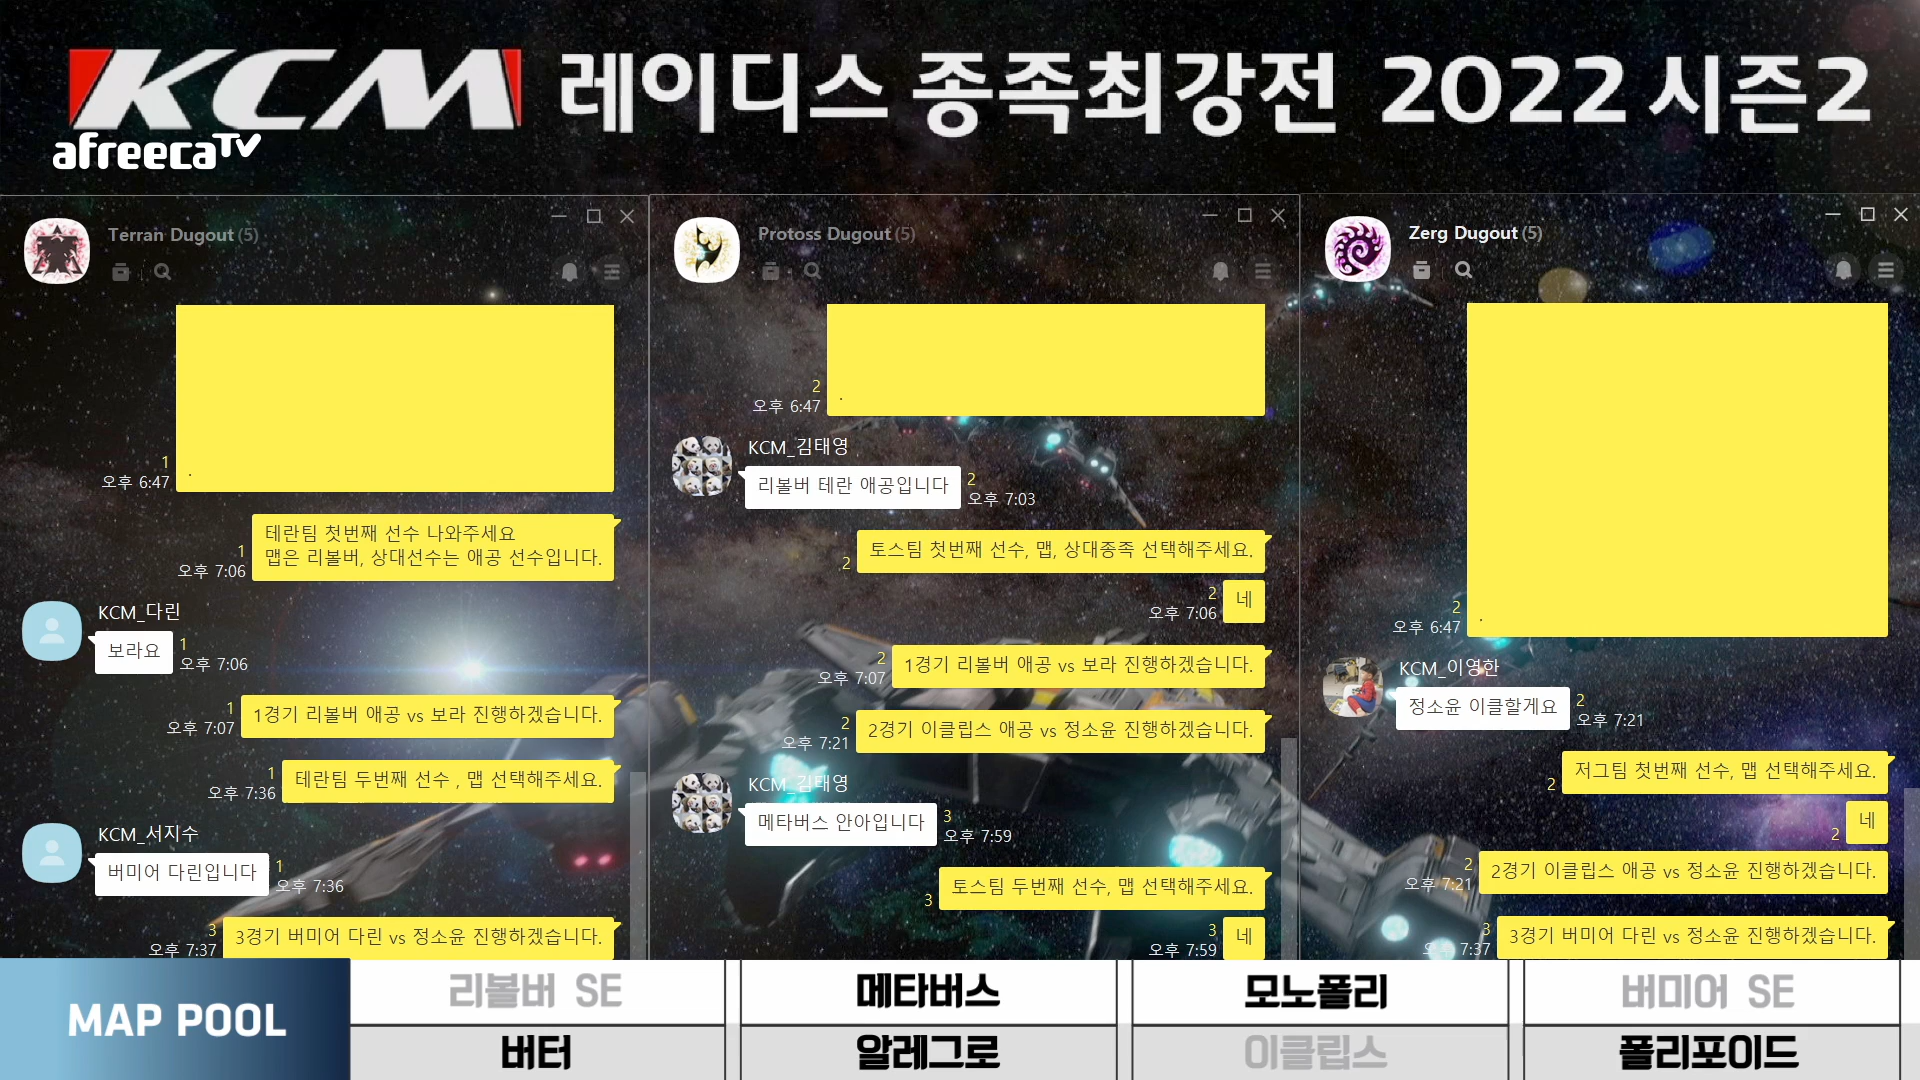 KCM 레이디스 종족최강전 2022 시즌2
afreecaTV
Terran Dugout (5)
.
1
오후 6:47
테란팀 첫번째 선수 나와주세요
맵은 리볼버, 상대선수는 애공 선수입니다.
1
오후 7:06
KCM_다린
보라요
1
오후 7:06
1경기 리볼버 애공 vs 보라 진행하겠습니다.
1
오후 7:07
테란팀 두번째 선수 , 맵 선택해주세요.
1
오후 7:36
KCM_서지수
버미어 다린입니다
1
오후 7:36
3경기 버미어 다린 vs 정소윤 진행하겠습니다.
3
오후 7:37
Protoss Dugout (5)
.
2
오후 6:47
KCM_김태영
리볼버 테란 애공입니다
2
오후 7:03
토스팀 첫번째 선수, 맵, 상대종족 선택해주세요.
2
네
2
오후 7:06
1경기 리볼버 애공 vs 보라 진행하겠습니다.
2
오후 7:07
2경기 이클립스 애공 vs 정소윤 진행하겠습니다.
2
오후 7:21
KCM_김태영
메타버스 안아입니다
3
오후 7:59
토스팀 두번째 선수, 맵 선택해주세요.
3
네
3
오후 7:59
Zerg Dugout (5)
.
2
오후 6:47
KCM_이영한
정소윤 이클할게요
2
오후 7:21
저그팀 첫번째 선수, 맵 선택해주세요.
2
네
2
2경기 이클립스 애공 vs 정소윤 진행하겠습니다.
2
오후 7:21
3경기 버미어 다린 vs 정소윤 진행하겠습니다.
3
오후 7:37
MAP POOL
리볼버 SE
메타버스
모노폴리
버미어 SE
버터
알레그로
이클립스
폴리포이드